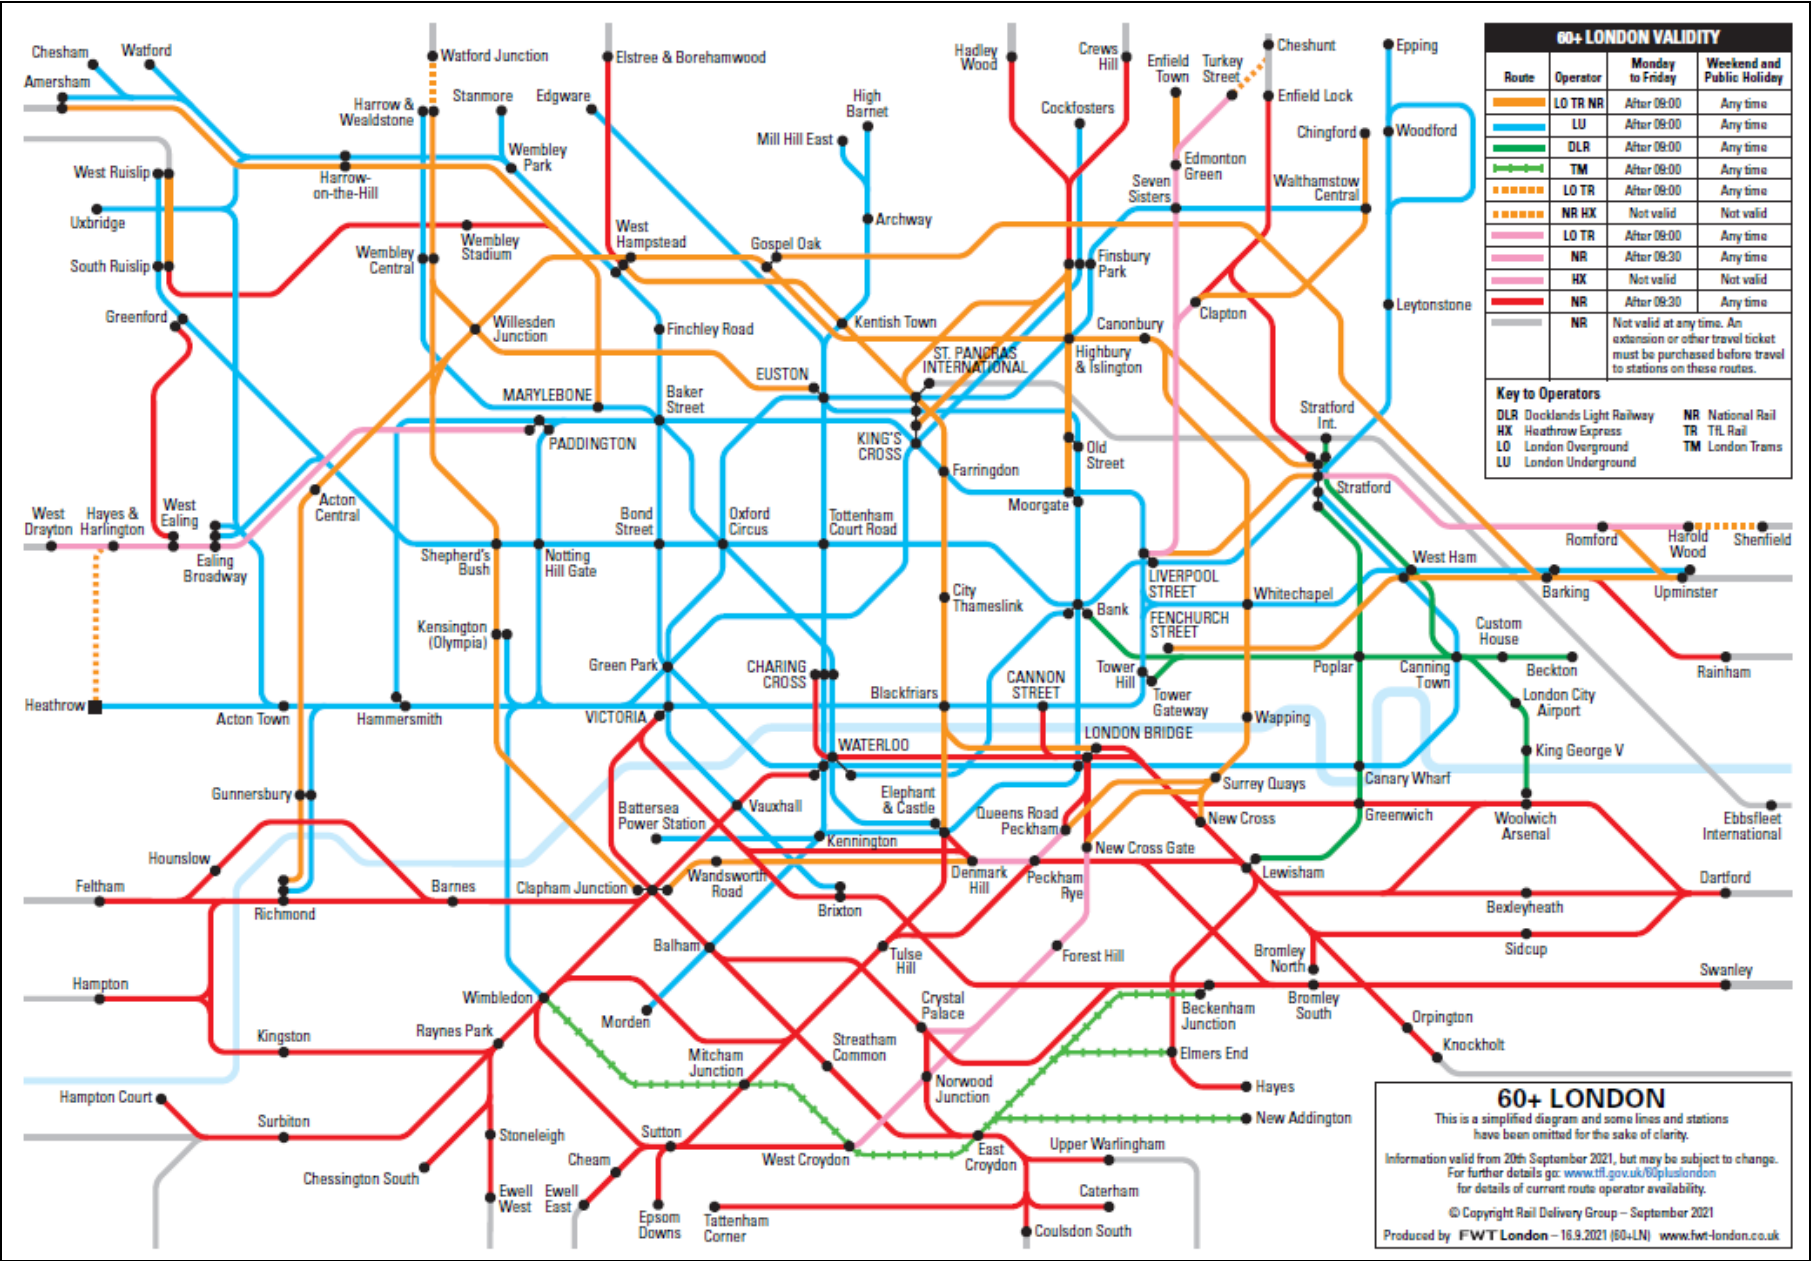 Chesham
Watford
Amersham
Watford Junction
Elstree & Borehamwood
Hadley
Wood
Crews
Hill
Enfield
Town
Turkey
Street
Cheshunt
Epping
Harrow &
Wealdstone
Stanmore
Edgware
High
Barnet
Mill Hill East
Cockfosters
Enfield Lock
Chingford
Woodford
West Ruislip
Harrow-
on-the-Hill
Wembley
Park
Edmonton
Green
Seven
Sisters
Walthamstow
Central
Uxbridge
Archway
South Ruislip
Wembley
Stadium
Wembley
Central
West
Hampstead
Gospel Oak
Finsbury
Park
Greenford
Willesden
Junction
Finchley Road
Kentish Town
Canonbury
Clapton
Leytonstone
ST. PANCRAS
INTERNATIONAL
Highbury
& Islington
EUSTON
MARYLEBONE
Baker
Street
PADDINGTON
KING'S
CROSS
Old
Street
Stratford
Int.
Farringdon
Stratford
West
Drayton
Hayes &
Harlington
West
Ealing
Acton
Central
Ealing
Broadway
Shepherd's
Bush
Notting
Hill Gate
Bond
Street
Oxford
Circus
Tottenham
Court Road
Moorgate
Romford
Harold
Wood
Shenfield
LIVERPOOL
STREET
West Ham
Barking
Upminster
City
Thameslink
Bank
Whitechapel
FENCHURCH
STREET
Kensington
(Olympia)
Custom
House
Green Park
CHARING
CROSS
CANNON
STREET
Tower
Hill
Tower
Gateway
Poplar
Canning
Town
Beckton
Rainham
Heathrow
Acton Town
Hammersmith
VICTORIA
Blackfriars
Wapping
London City
Airport
WATERLOO
LONDON BRIDGE
King George V
Gunnersbury
Battersea
Power Station
Vauxhall
Elephant
& Castle
Queens Road
Peckham
Surrey Quays
Canary Wharf
New Cross
Greenwich
Woolwich
Arsenal
Ebbsfleet
International
Kennington
New Cross Gate
Hounslow
Feltham
Richmond
Barnes
Clapham Junction
Wandsworth
Road
Brixton
Denmark
Hill
Peckham
Rye
Lewisham
Dartford
Bexleyheath
Balham
Tulse
Hill
Forest Hill
Bromley
North
Sidcup
Hampton
Wimbledon
Morden
Crystal
Palace
Beckenham
Junction
Bromley
South
Swanley
Kingston
Raynes Park
Mitcham
Junction
Streatham
Common
Elmers End
Orpington
Knockholt
Hampton Court
Surbiton
Norwood
Junction
Hayes
New Addington
Stoneleigh
Sutton
Cheam
West Croydon
East
Croydon
Upper Warlingham
Chessington South
Ewell
West
Ewell
East
Epsom
Downs
Tattenham
Corner
Caterham
Coulsdon South
60+ LONDON VALIDITY
Route Operator Monday to Friday Weekend and Public Holiday
LO TR NR After 09:00 Any time
LU After 09:00 Any time
DLR After 09:00 Any time
TM After 09:00 Any time
LO TR After 09:00 Any time
NR HX Not valid Not valid
LO TR After 09:00 Any time
NR After 09:30 Any time
HX Not valid Not valid
NR After 09:30 Any time
NR Not valid at any time. An
extension or other travel ticket
must be purchased before travel
to stations on these routes.
Key to Operators
DLR Docklands Light Railway NR National Rail
HX Heathrow Express TR TfL Rail
LO London Overground TM London Trams
LU London Underground
60+ LONDON
This is a simplified diagram and some lines and stations
have been omitted for the sake of clarity.
Information valid from 20th September 2021, but may be subject to change.
For further details go: www.tfl.gov.uk/60pluslondon
for details of current route operator availability.
© Copyright Rail Delivery Group – September 2021
Produced by FWT London – 16.9.2021 (60+LN) www.fwt-london.co.uk